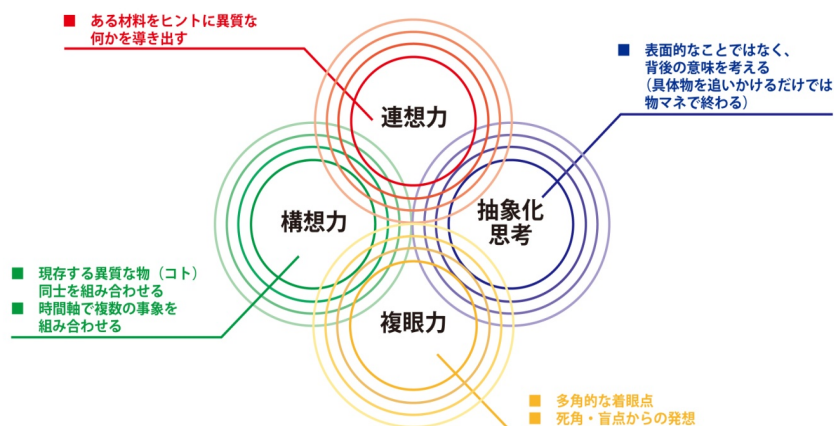 ■ ある材料をヒントに異質な
何かを導き出す
■ 表面的なことではなく、
背後の意味を考える
（具体物を追いかけるだけでは
物マネで終わる）
連想力
構想力
抽象化
思考
複眼力
■ 現存する異質な物（コト）
同士を組み合わせる
■ 時間軸で複数の事象を
組み合わせる
■ 多角的な着眼点
■ 死角・盲点からの発想